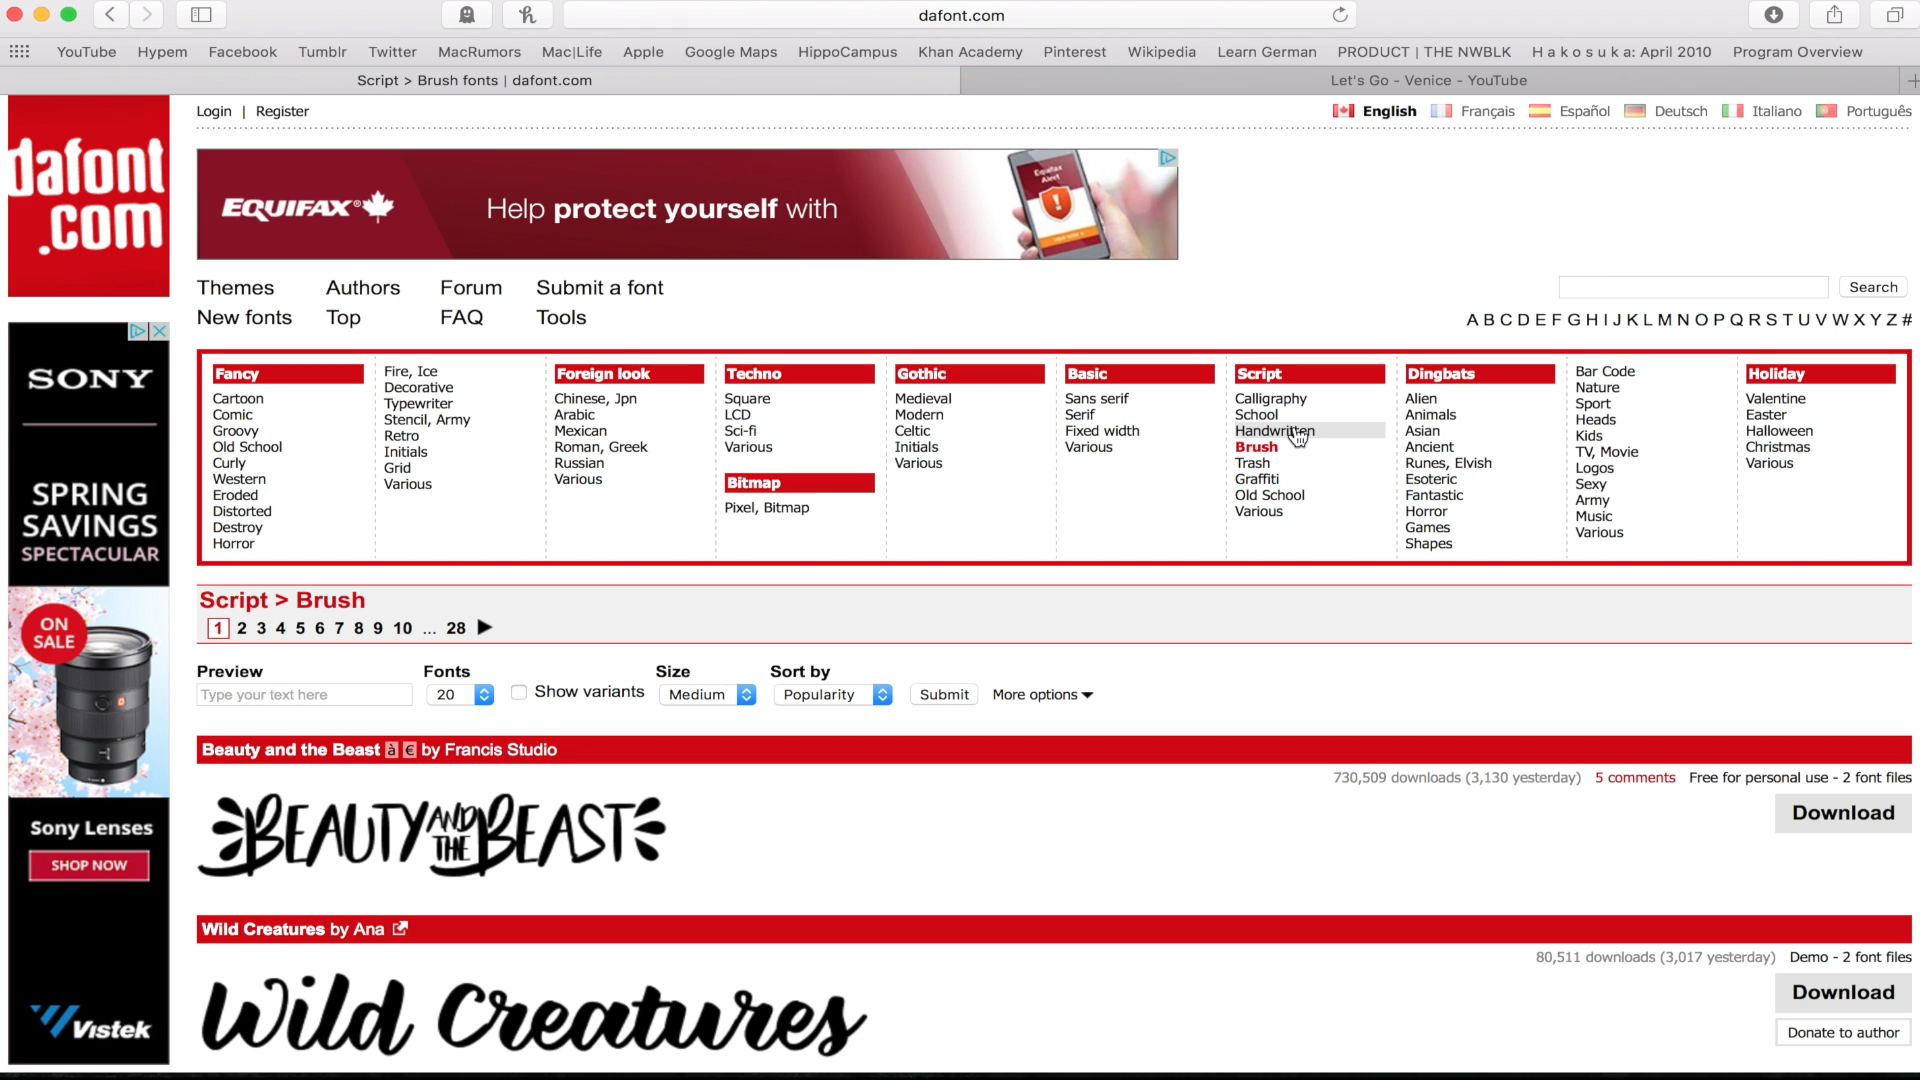 dafont.com
YouTube Hypem Facebook Tumblr Twitter MacRumors Mac|Life Apple Google Maps HippoCampus Khan Academy Pinterest Wikipedia Learn German PRODUCT | THE NWBLK H a k o s u k a: April 2010 Program Overview
Script > Brush fonts | dafont.com Let's Go - Venice - YouTube
Login | Register English Français Español Deutsch Italiano Português
dafont
.com
EQUIFAX Help protect yourself with
Equifax
Alert
Themes Authors Forum Submit a font
New fonts Top FAQ Tools
Search
A B C D E F G H I J K L M N O P Q R S T U V W X Y Z #
Fancy
Cartoon
Comic
Groovy
Old School
Curly
Western
Eroded
Distorted
Destroy
Horror
Fire, Ice
Decorative
Typewriter
Stencil, Army
Retro
Initials
Grid
Various
Foreign look
Chinese, Jpn
Arabic
Mexican
Roman, Greek
Russian
Various
Techno
Square
LCD
Sci-fi
Various
Bitmap
Pixel, Bitmap
Gothic
Medieval
Modern
Celtic
Initials
Various
Basic
Sans serif
Serif
Fixed width
Various
Script
Calligraphy
School
Handwritten
Brush
Trash
Graffiti
Old School
Various
Dingbats
Alien
Animals
Asian
Ancient
Runes, Elvish
Esoteric
Fantastic
Horror
Games
Shapes
Bar Code
Nature
Sport
Heads
Kids
TV, Movie
Logos
Sexy
Army
Music
Various
Holiday
Valentine
Easter
Halloween
Christmas
Various
SONY
SPRING
SAVINGS
SPECTACULAR
ON
SALE
Sony Lenses
SHOP NOW
Vistek
Script > Brush
1 2 3 4 5 6 7 8 9 10 ... 28
Preview Fonts Size Sort by
Type your text here 20 Show variants Medium Popularity Submit More options
Beauty and the Beast à € by Francis Studio
730,509 downloads (3,130 yesterday) 5 comments Free for personal use - 2 font files
Download
BEAUTY AND THE BEAST
Wild Creatures by Ana
80,511 downloads (3,017 yesterday) Demo - 2 font files
Download
Wild Creatures
Donate to author